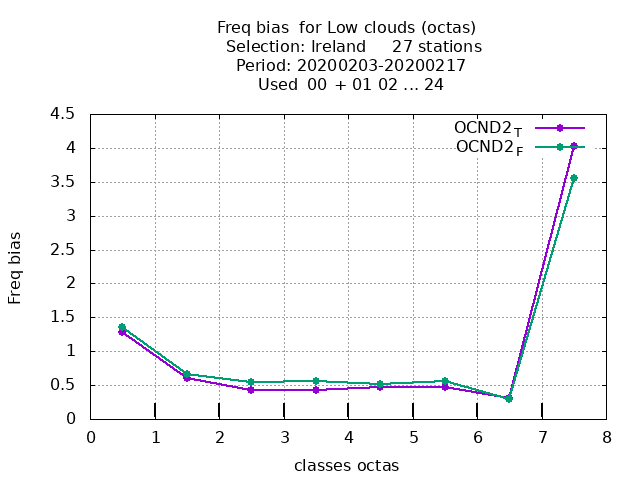 Freq bias  for Low clouds (octas)
Selection: Ireland     27 stations
Period: 20200203-20200217
Used  00  + 01 02 ... 24
4.5
4
3.5
3
2.5
2
1.5
1
0.5
0
Freq bias
OCND2T
OCND2F
0 1 2 3 4 5 6 7 8
classes octas